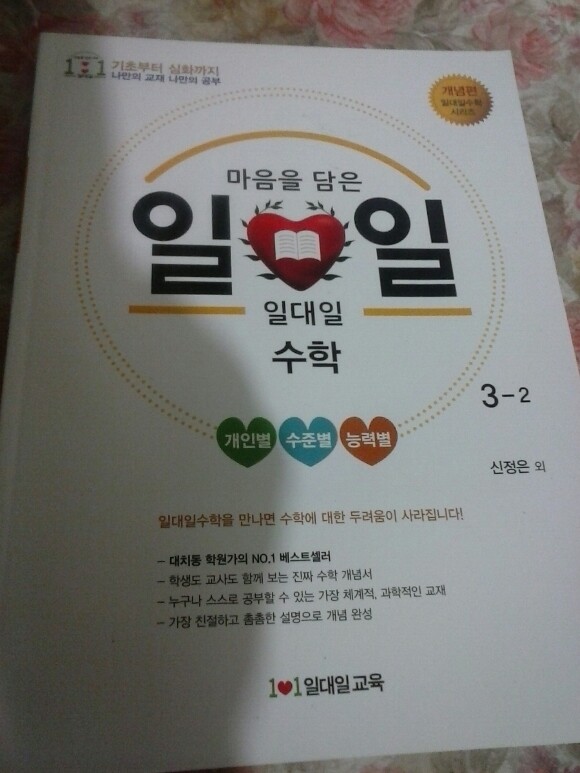 1♥1 기초부터 심화까지
나만의 교재 나만의 공부
개념편
일대일수학
시리즈
마음을 담은
일 일
일대일
수학
3-2
개인별 수준별 능력별
신정은 외
일대일수학을 만나면 수학에 대한 두려움이 사라집니다!
- 대치동 학원가의 NO.1 베스트셀러
- 학생도 교사도 함께 보는 진짜 수학 개념서
- 누구나 스스로 공부할 수 있는 가장 체계적, 과학적인 교재
- 가장 친절하고 촘촘한 설명으로 개념 완성
1♥1 일대일교육